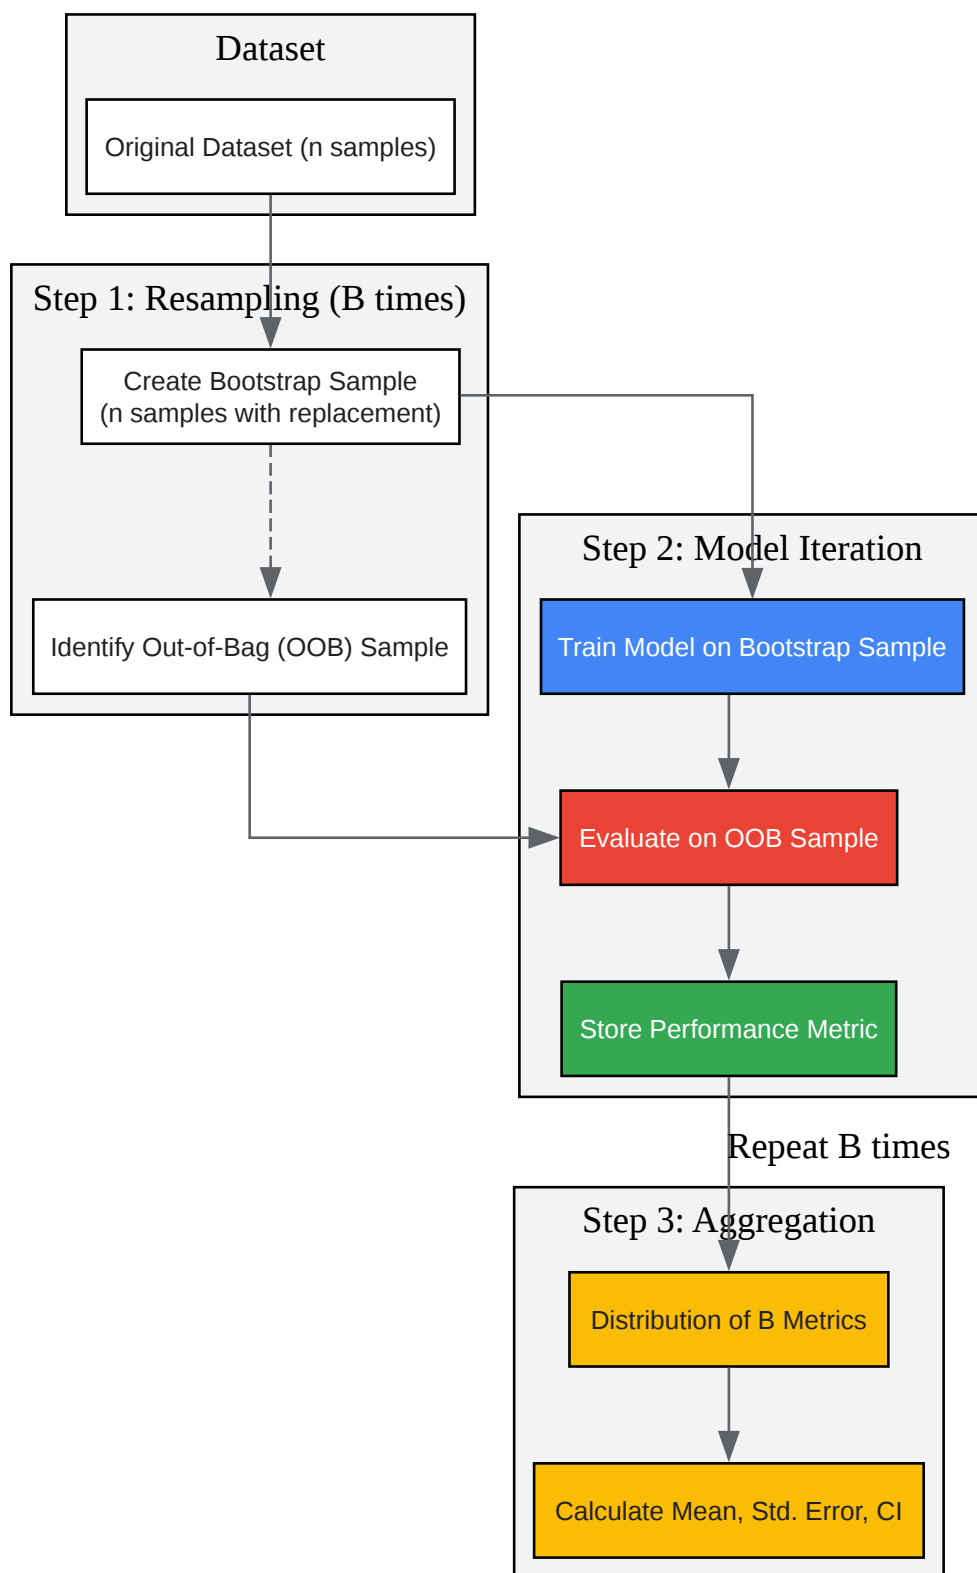 Dataset
Original Dataset (n samples)
Step 1: Resampling (B times)
Create Bootstrap Sample
(n samples with replacement)
Identify Out-of-Bag (OOB) Sample
Step 2: Model Iteration
Train Model on Bootstrap Sample
Evaluate on OOB Sample
Store Performance Metric
Repeat B times
Step 3: Aggregation
Distribution of B Metrics
Calculate Mean, Std. Error, CI